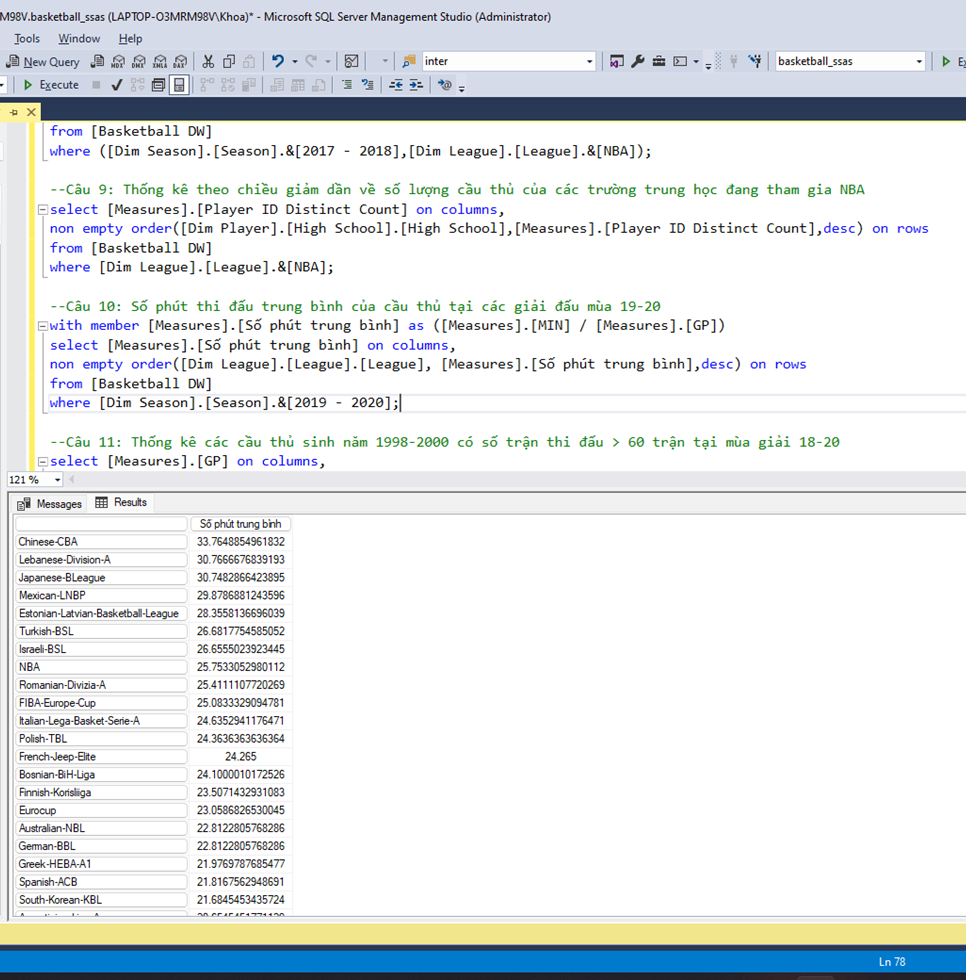 M98V.basketball_ssas (LAPTOP-O3MRM98V\Khoa)* - Microsoft SQL Server Management Studio (Administrator)
Tools Window Help
New Query MDX DMX XMLA DAX inter basketball_ssas
Execute Ex
from [Basketball DW]
where ([Dim Season].[Season].&[2017 - 2018],[Dim League].[League].&[NBA]);
--Câu 9: Thống kê theo chiều giảm dần về số lượng cầu thủ của các trường trung học đang tham gia NBA
select [Measures].[Player ID Distinct Count] on columns,
non empty order([Dim Player].[High School].[High School],[Measures].[Player ID Distinct Count],desc) on rows
from [Basketball DW]
where [Dim League].[League].&[NBA];
--Câu 10: Số phút thi đấu trung bình của cầu thủ tại các giải đấu mùa 19-20
with member [Measures].[Số phút trung bình] as ([Measures].[MIN] / [Measures].[GP])
select [Measures].[Số phút trung bình] on columns,
non empty order([Dim League].[League].[League], [Measures].[Số phút trung bình],desc) on rows
from [Basketball DW]
where [Dim Season].[Season].&[2019 - 2020];
--Câu 11: Thống kê các cầu thủ sinh năm 1998-2000 có số trận thi đấu > 60 trận tại mùa giải 18-20
select [Measures].[GP] on columns,
121 %
Messages Results
Số phút trung bình
Chinese-CBA 33.7648854961832
Lebanese-Division-A 30.7666676839193
Japanese-BLeague 30.7482866423895
Mexican-LNBP 29.8786881243596
Estonian-Latvian-Basketball-League 28.3558136696039
Turkish-BSL 26.6817754585052
Israeli-BSL 26.6555023923445
NBA 25.7533052980112
Romanian-Divizia-A 25.4111107720269
FIBA-Europe-Cup 25.0833329094781
Italian-Lega-Basket-Serie-A 24.6352941176471
Polish-TBL 24.3636363636364
French-Jeep-Elite 24.265
Bosnian-BiH-Liga 24.1000010172526
Finnish-Korisliiga 23.5071432931083
Eurocup 23.0586826530045
Australian-NBL 22.8122805768286
German-BBL 22.8122805768286
Greek-HEBA-A1 21.9769787685477
Spanish-ACB 21.8167562948691
South-Korean-KBL 21.6845453435724
Ln 78